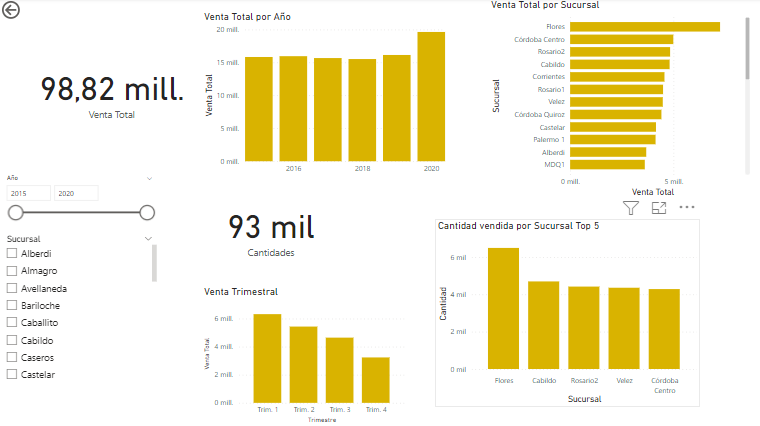 98,82 mill.
Venta Total
Año
2015
2020
Sucursal
Alberdi
Almagro
Avellaneda
Bariloche
Caballito
Cabildo
Caseros
Castelar
Venta Total por Año
Venta Total
20 mill.
15 mill.
10 mill.
5 mill.
0 mill.
2016
2018
2020
93 mil
Cantidades
Venta Trimestral
Venta Total
6 mill.
4 mill.
2 mill.
0 mill.
Trim. 1
Trim. 2
Trim. 3
Trim. 4
Trimestre
Venta Total por Sucursal
Sucursal
Flores
Córdoba Centro
Rosario2
Cabildo
Corrientes
Rosario1
Velez
Córdoba Quiroz
Castelar
Palermo 1
Alberdi
MDQ1
0 mill.
5 mill.
Venta Total
Cantidad vendida por Sucursal Top 5
Cantidad
6 mil
4 mil
2 mil
0 mil
Flores
Cabildo
Rosario2
Velez
Córdoba
Centro
Sucursal